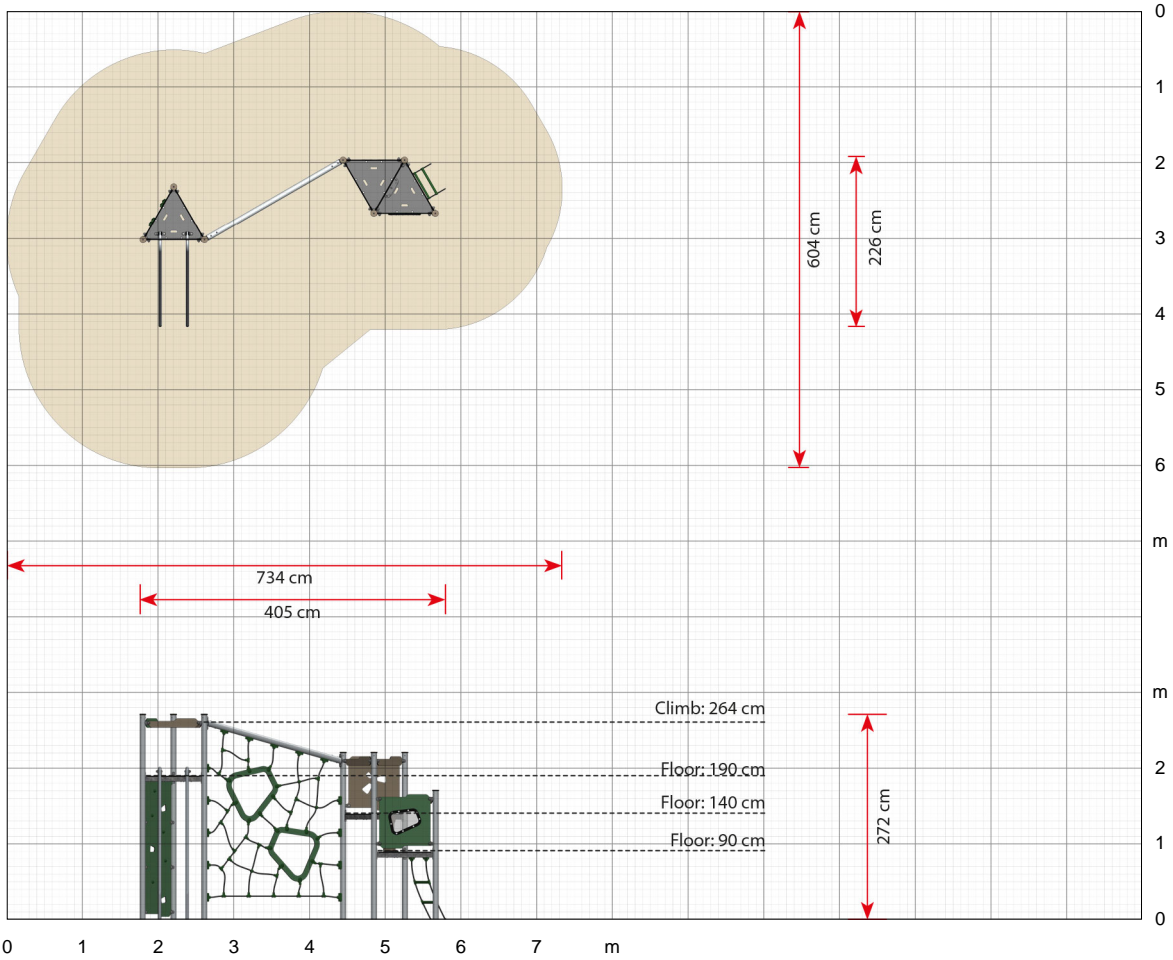 0
1
2
3
4
5
6
m
604 cm
226 cm
734 cm
405 cm
m
2
1
0
Climb: 264 cm
Floor: 190 cm
Floor: 140 cm
Floor: 90 cm
272 cm
0 1 2 3 4 5 6 7 m